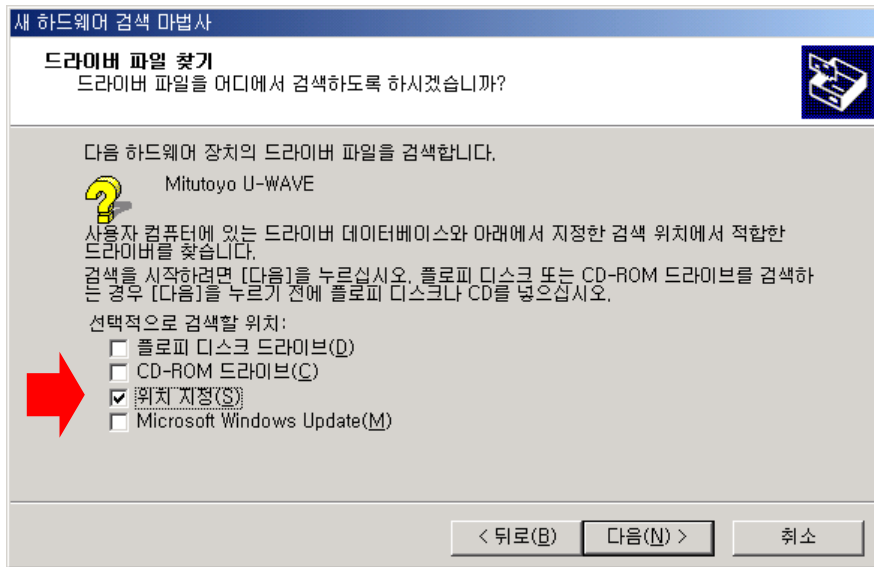 새 하드웨어 검색 마법사
드라이버 파일 찾기
드라이버 파일을 어디에서 검색하도록 하시겠습니까?
다음 하드웨어 장치의 드라이버 파일을 검색합니다.
Mitutoyo U-WAVE
사용자 컴퓨터에 있는 드라이버 데이터베이스와 아래에서 지정한 검색 위치에서 적합한
드라이버를 찾습니다.
검색을 시작하려면 [다음]을 누르십시오. 플로피 디스크 또는 CD-ROM 드라이브를 검색하
는 경우 [다음]을 누르기 전에 플로피 디스크나 CD를 넣으십시오.
선택적으로 검색할 위치:
플로피 디스크 드라이브(D)
CD-ROM 드라이브(C)
위치 지정(S)
Microsoft Windows Update(M)
< 뒤로(B) 다음(N) > 취소